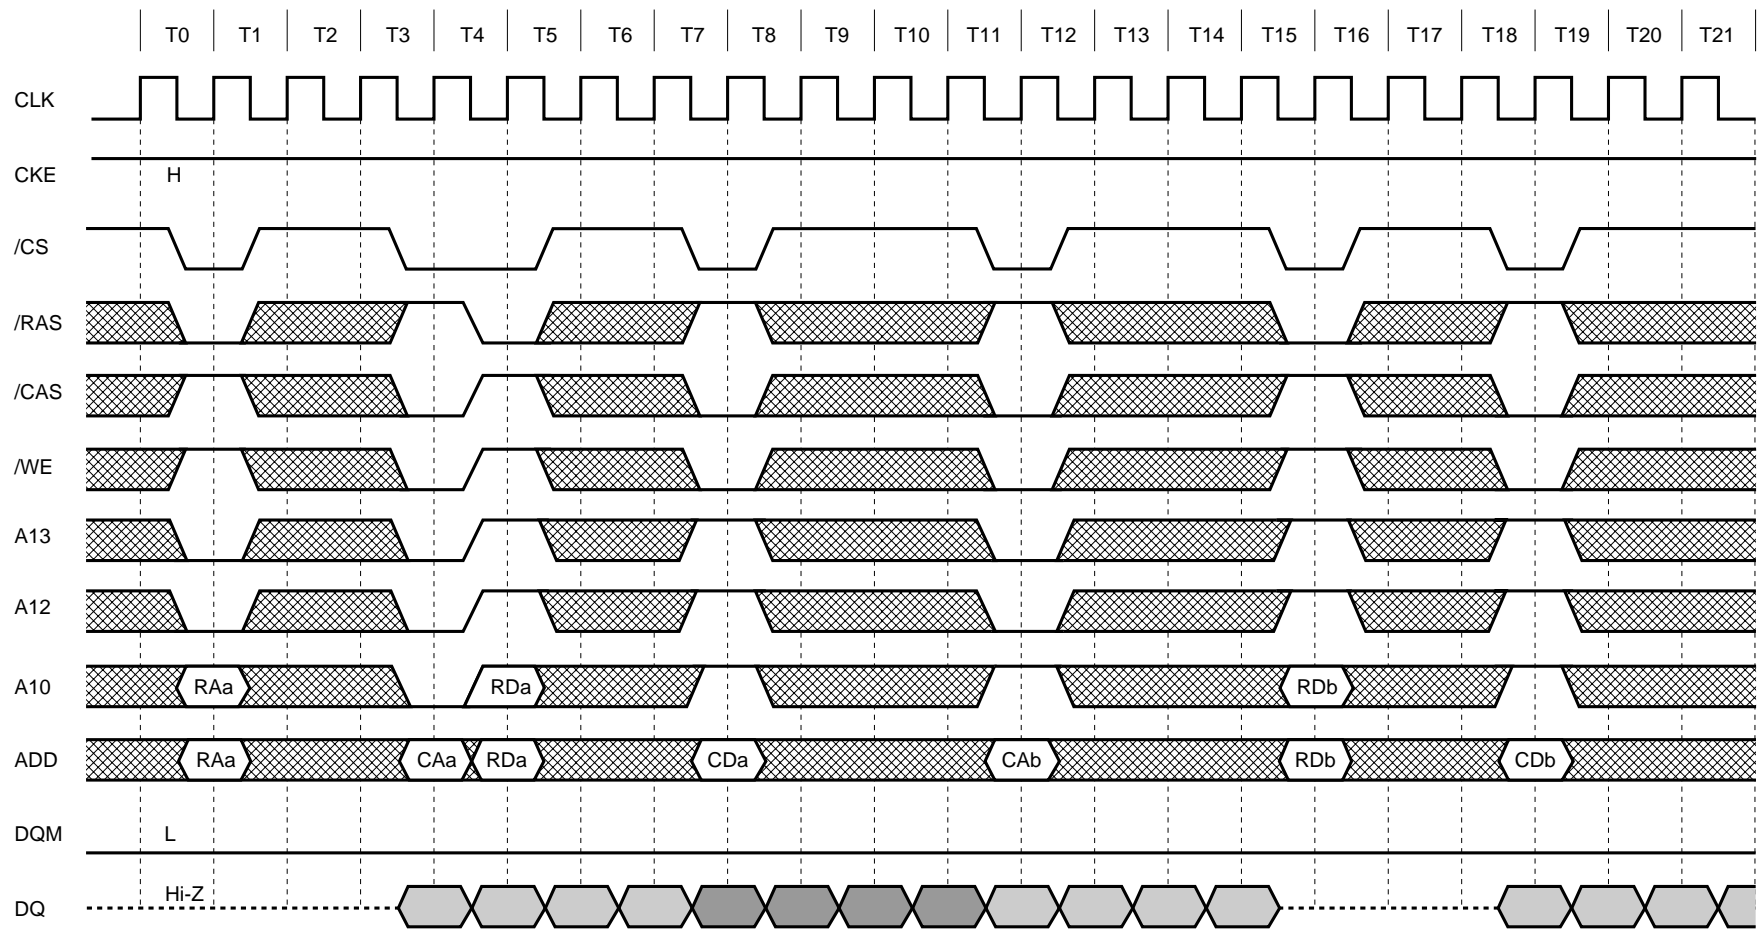 T0 T1 T2 T3 T4 T5 T6 T7 T8 T9 T10 T11 T12 T13 T14 T15 T16 T17 T18 T19 T20 T21
CLK
CKE H
/CS
/RAS
/CAS
/WE
A13
A12
A10 RAa RDa RDb
ADD RAa CAa RDa CDa CAb RDb CDb
DQM L
DQ Hi-Z